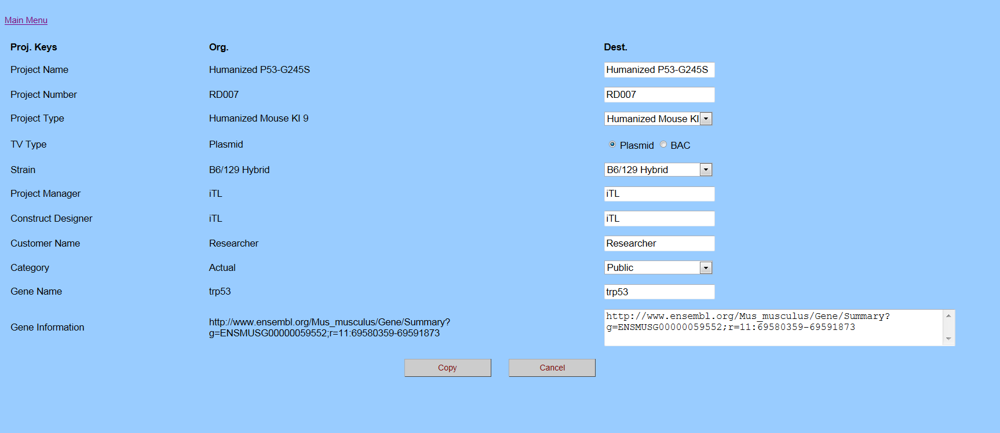 Main Menu
Proj. Keys Org. Dest.
Project Name Humanized P53-G245S Humanized P53-G245S
Project Number RD007 RD007
Project Type Humanized Mouse KI 9 Humanized Mouse KI
TV Type Plasmid Plasmid BAC
Strain B6/129 Hybrid B6/129 Hybrid
Project Manager iTL iTL
Construct Designer iTL iTL
Customer Name Researcher Researcher
Category Actual Public
Gene Name trp53 trp53
Gene Information
http://www.ensembl.org/Mus_musculus/Gene/Summary?
g=ENSMUSG00000059552;r=11:69580359-69591873
http://www.ensembl.org/Mus_musculus/Gene/Summary?
g=ENSMUSG00000059552;r=11:69580359-69591873
Copy Cancel